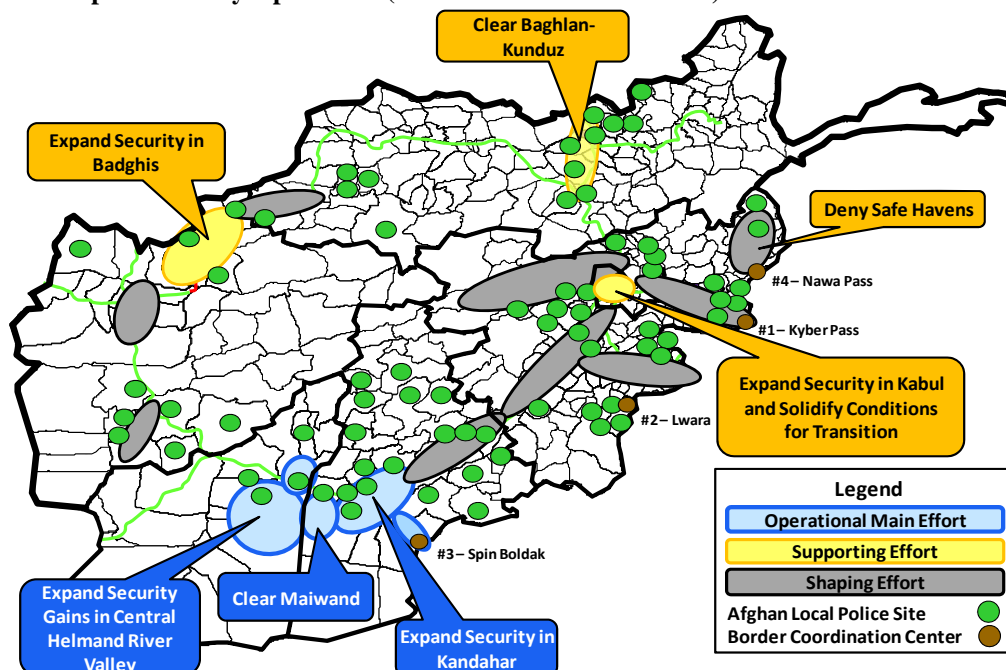 Clear Baghlan-
Kunduz
Expand Security in
Badghis
Deny Safe Havens
#4 – Nawa Pass
#1 – Kyber Pass
Expand Security in Kabul
and Solidify Conditions
for Transition
#2 – Lwara
#3 – Spin Boldak
Expand Security
Gains in Central
Helmand River
Valley
Clear Maiwand
Expand Security in
Kandahar
Legend
Operational Main Effort
Supporting Effort
Shaping Effort
Afghan Local Police Site
Border Coordination Center